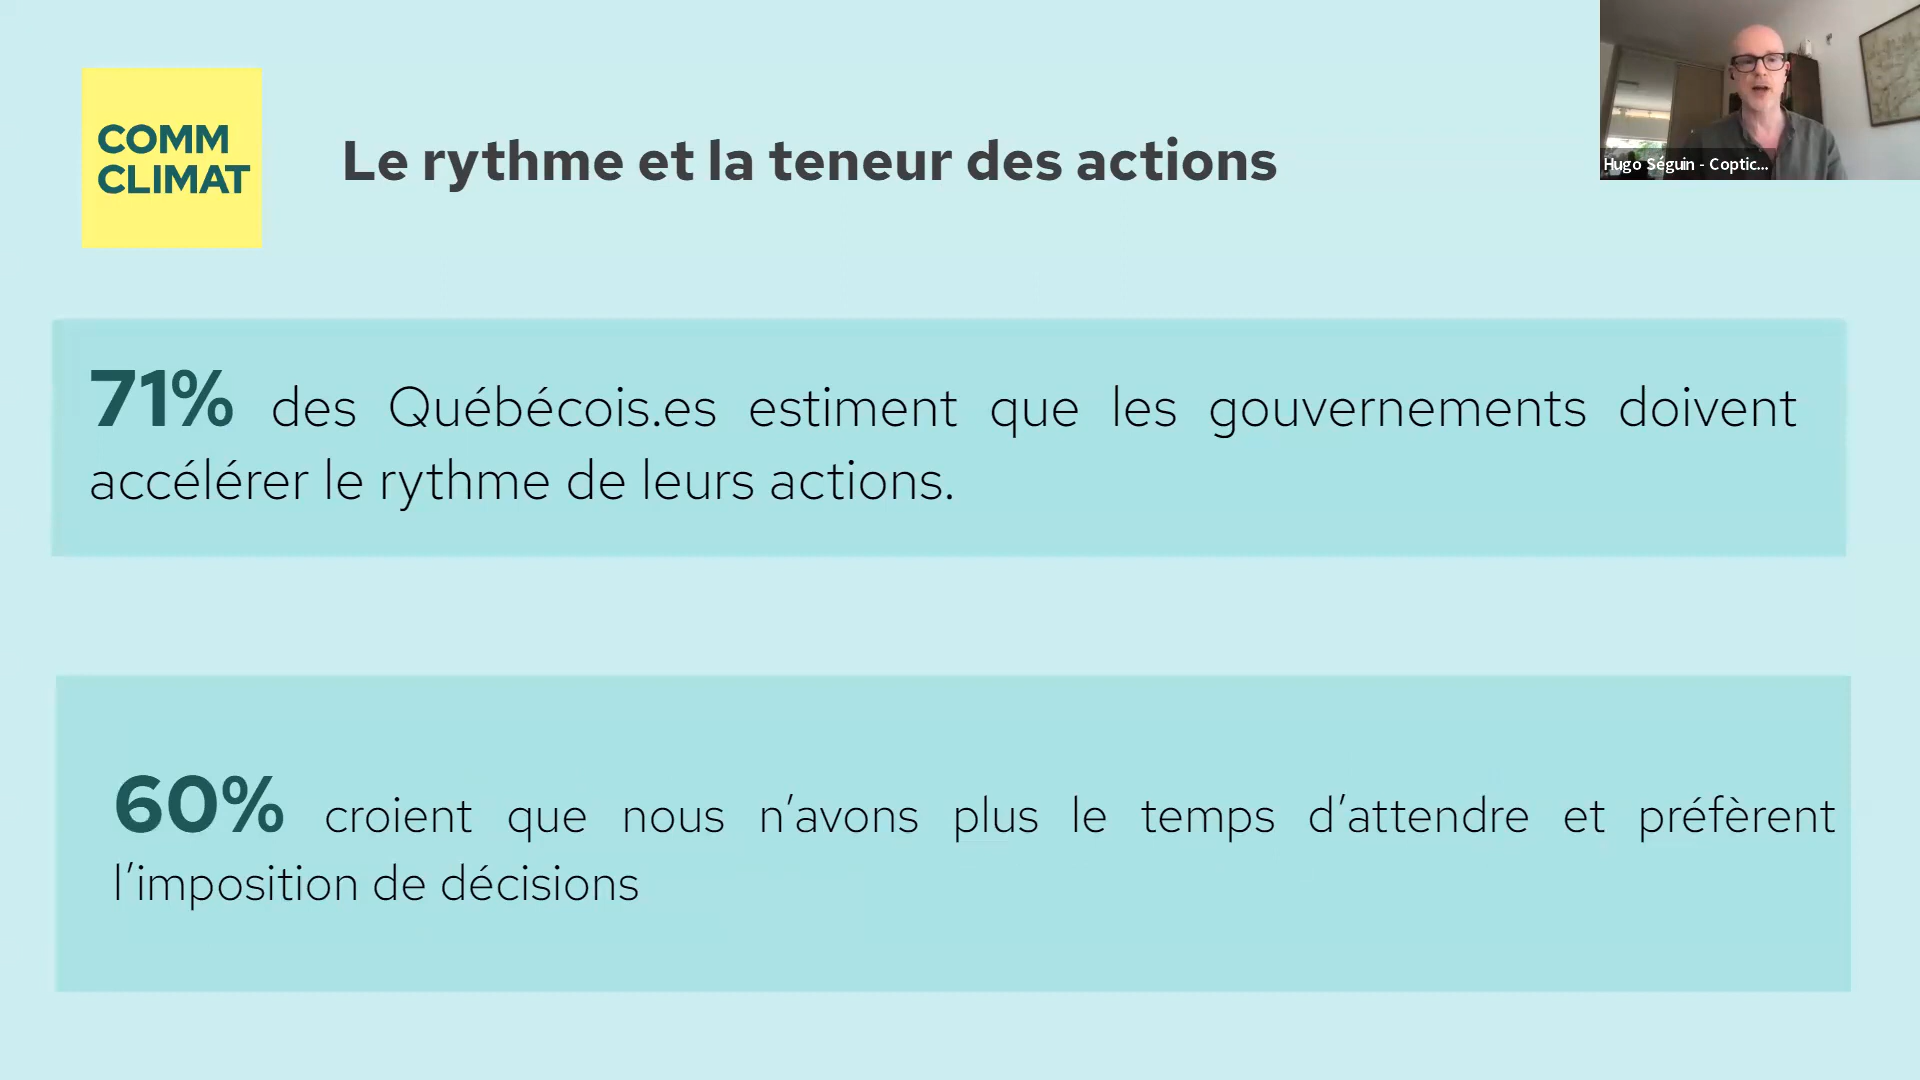 COMM
CLIMAT
Le rythme et la teneur des actions
Hugo Séguin - Coptic...
71% des Québécois.es estiment que les gouvernements doivent
accélérer le rythme de leurs actions.
60% croient que nous n’avons plus le temps d’attendre et préfèrent
l’imposition de décisions